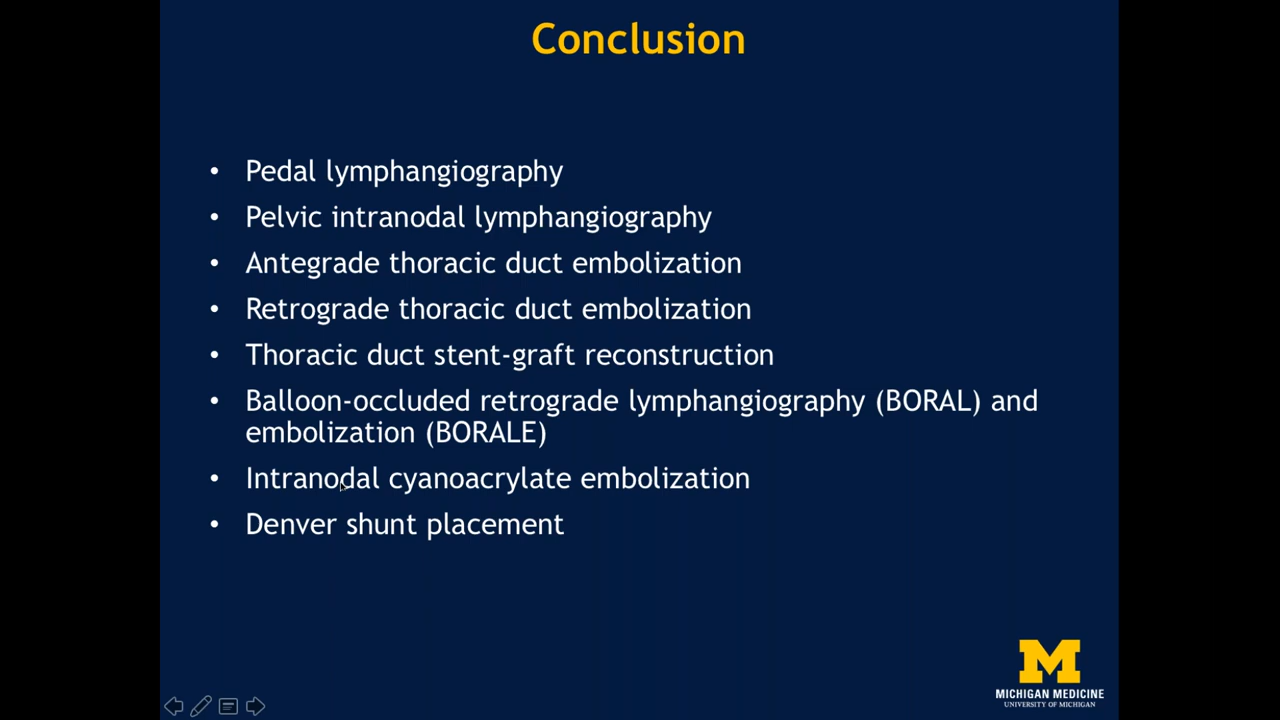 Conclusion
• Pedal lymphangiography
• Pelvic intranodal lymphangiography
• Antegrade thoracic duct embolization
• Retrograde thoracic duct embolization
• Thoracic duct stent-graft reconstruction
• Balloon-occluded retrograde lymphangiography (BORAL) and
embolization (BORALE)
• Intranodal cyanoacrylate embolization
• Denver shunt placement
M
MICHIGAN MEDICINE
UNIVERSITY OF MICHIGAN